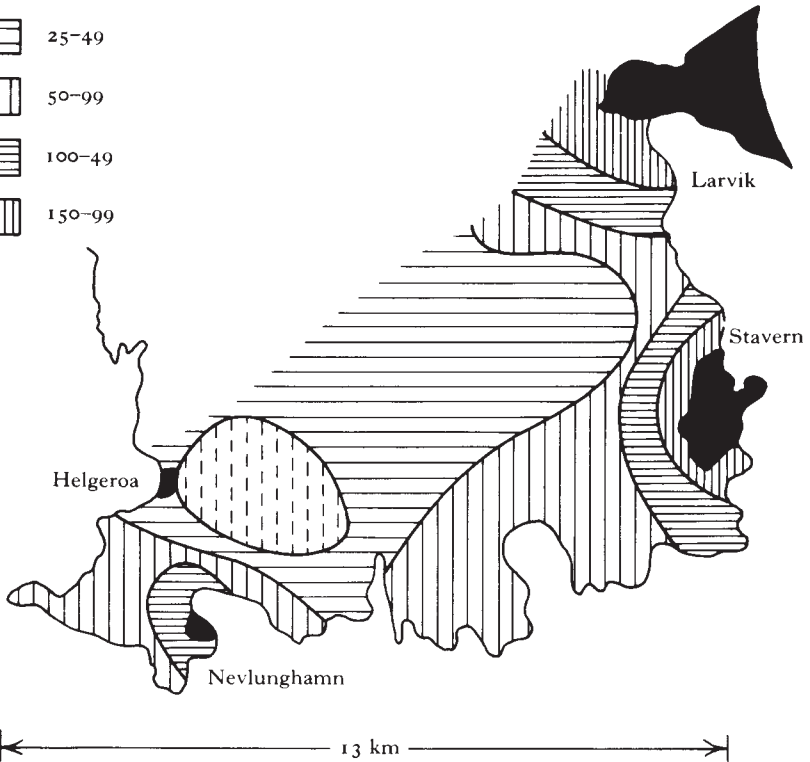 25–49
50–99
100–49
150–99
Larvik
Stavern
Helgeroa
Nevlunghamn
13 km